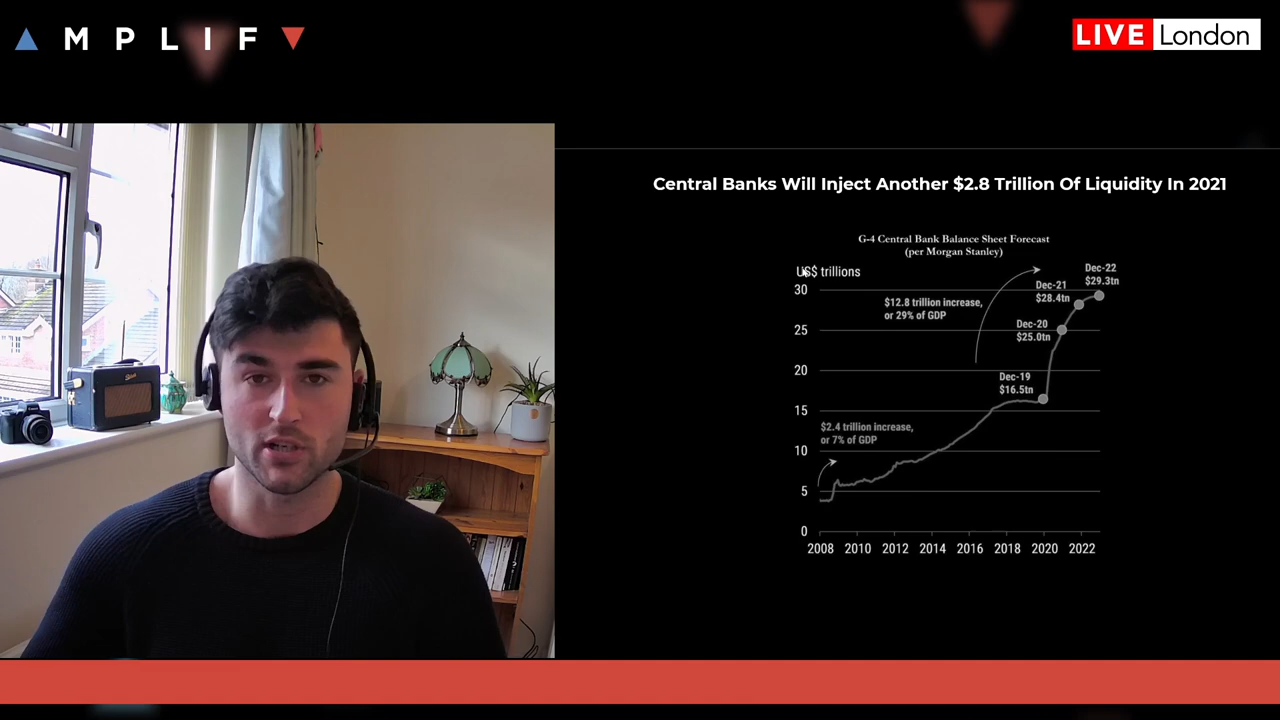 AMPLIFY
LIVE London
Central Banks Will Inject Another $2.8 Trillion Of Liquidity In 2021
G-4 Central Bank Balance Sheet Forecast
(per Morgan Stanley)
US$ trillions
30
25
20
15
10
5
0
$12.8 trillion increase,
or 29% of GDP
Dec-22
$29.3tn
Dec-21
$28.4tn
Dec-20
$25.0tn
Dec-19
$16.5tn
$2.4 trillion increase,
or 7% of GDP
2008 2010 2012 2014 2016 2018 2020 2022